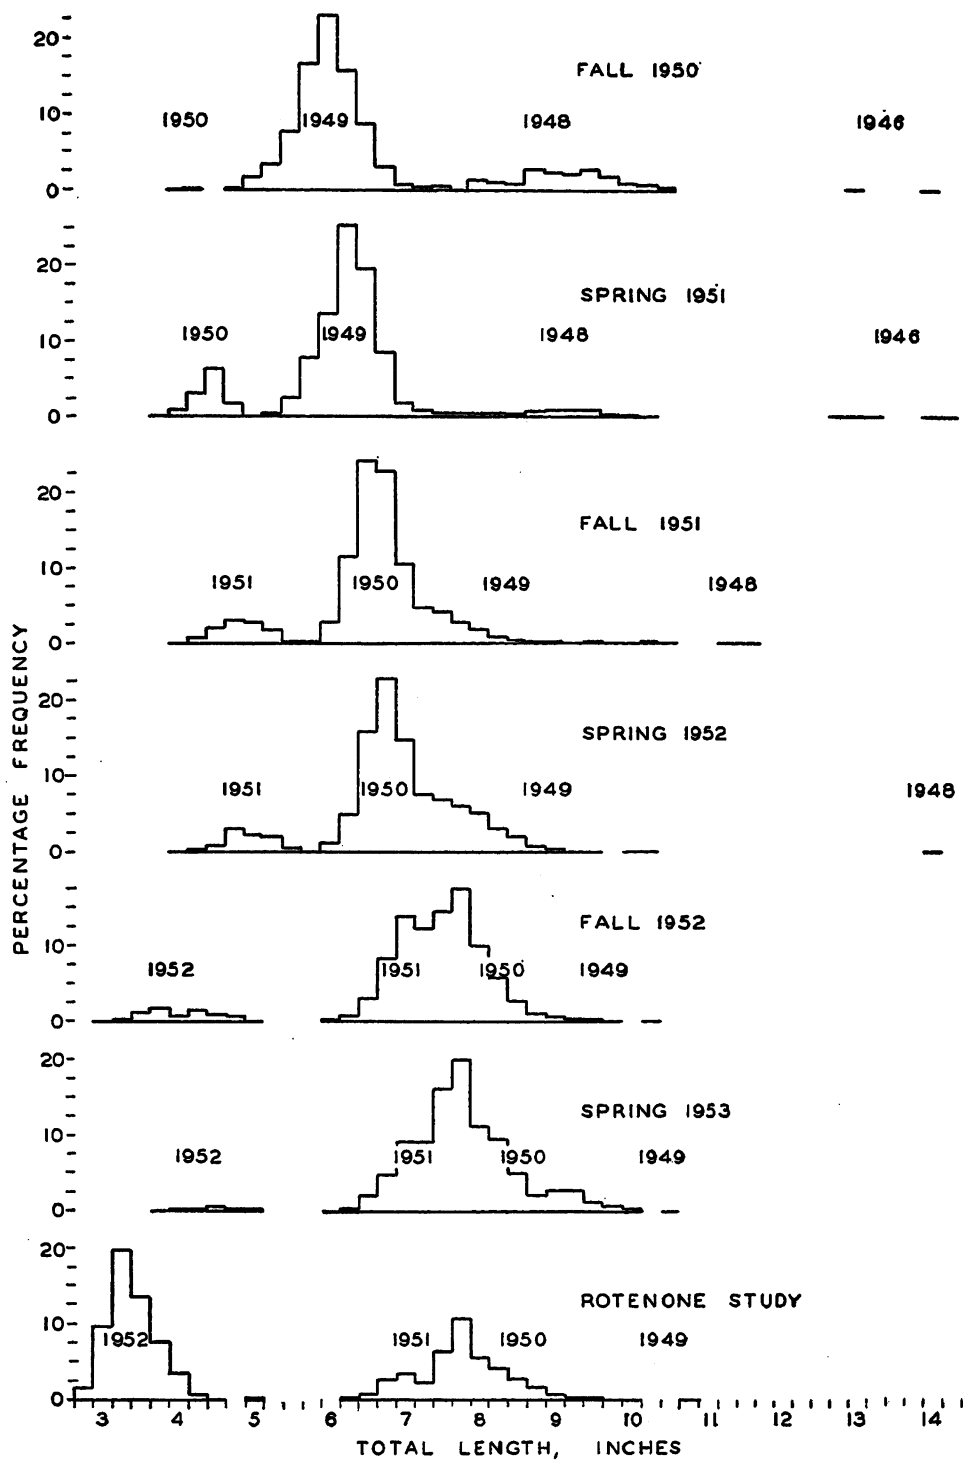 20
FALL 1950
10
1950 1949 1948 1946
0
20
SPRING 1951
10
1950 1949 1948 1946
0
20
FALL 1951
10
1951 1950 1949 1948
0
20
SPRING 1952
10
1951 1950 1949 1948
0
FALL 1952
10
1952 1951 1950 1949
0
20
SPRING 1953
10
1952 1951 1950 1949
0
20
ROTENONE STUDY
10
1952 1951 1950 1949
0
3 4 5 6 7 8 9 10 11 12 13 14
TOTAL LENGTH, INCHES
PERCENTAGE FREQUENCY